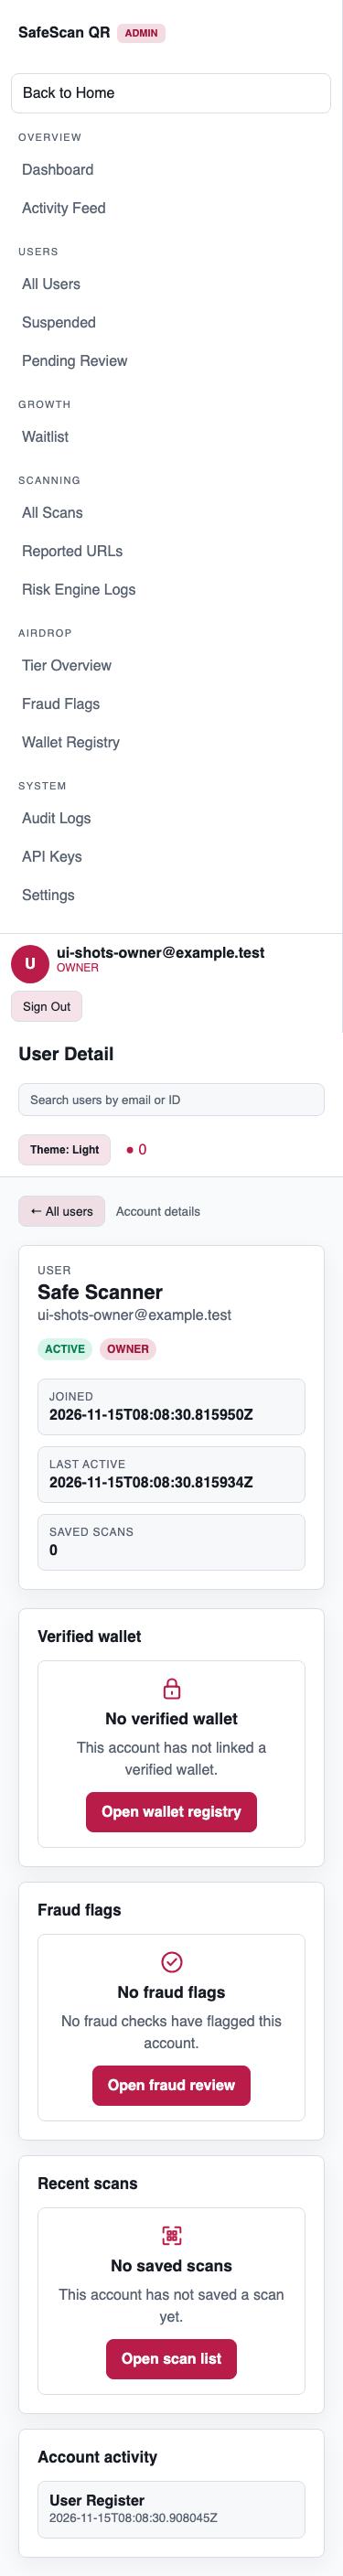 SafeScan QR ADMIN
Back to Home
OVERVIEW
Dashboard
Activity Feed
USERS
All Users
Suspended
Pending Review
GROWTH
Waitlist
SCANNING
All Scans
Reported URLs
Risk Engine Logs
AIRDROP
Tier Overview
Fraud Flags
Wallet Registry
SYSTEM
Audit Logs
API Keys
Settings
U
ui-shots-owner@example.test
OWNER
Sign Out
User Detail
Search users by email or ID
Theme: Light 0
← All users Account details
USER
Safe Scanner
ui-shots-owner@example.test
ACTIVE OWNER
JOINED
2026-11-15T08:08:30.815950Z
LAST ACTIVE
2026-11-15T08:08:30.815934Z
SAVED SCANS
0
Verified wallet
No verified wallet
This account has not linked a
verified wallet.
Open wallet registry
Fraud flags
No fraud flags
No fraud checks have flagged this
account.
Open fraud review
Recent scans
No saved scans
This account has not saved a scan
yet.
Open scan list
Account activity
User Register
2026-11-15T08:08:30.908045Z